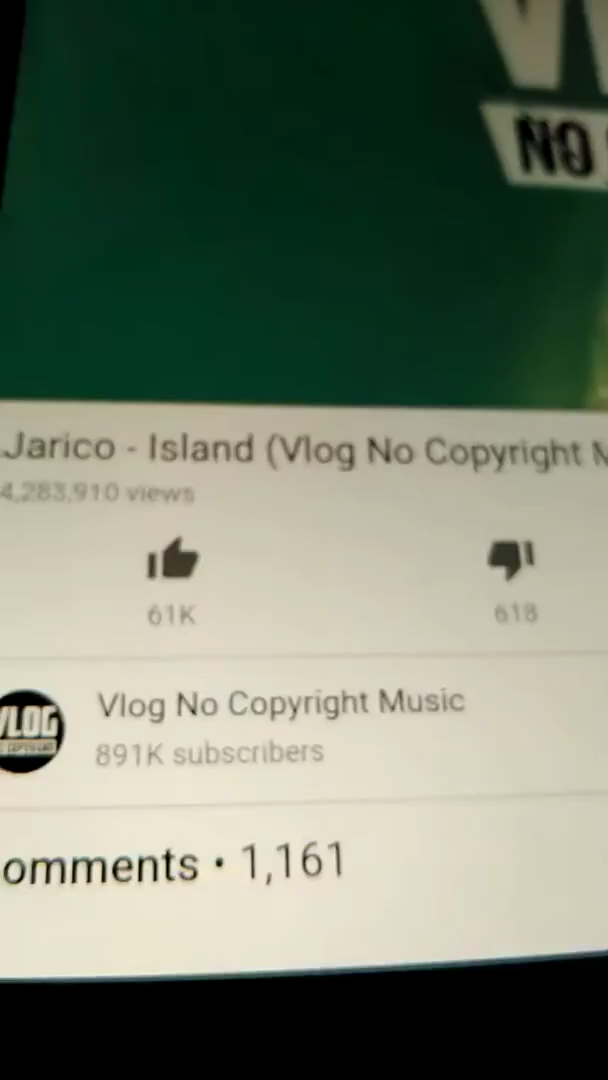 NO
Jarico - Island (Vlog No Copyright M
4,283,910 views
61K
618
VLOG
Vlog No Copyright Music
891K subscribers
omments • 1,161